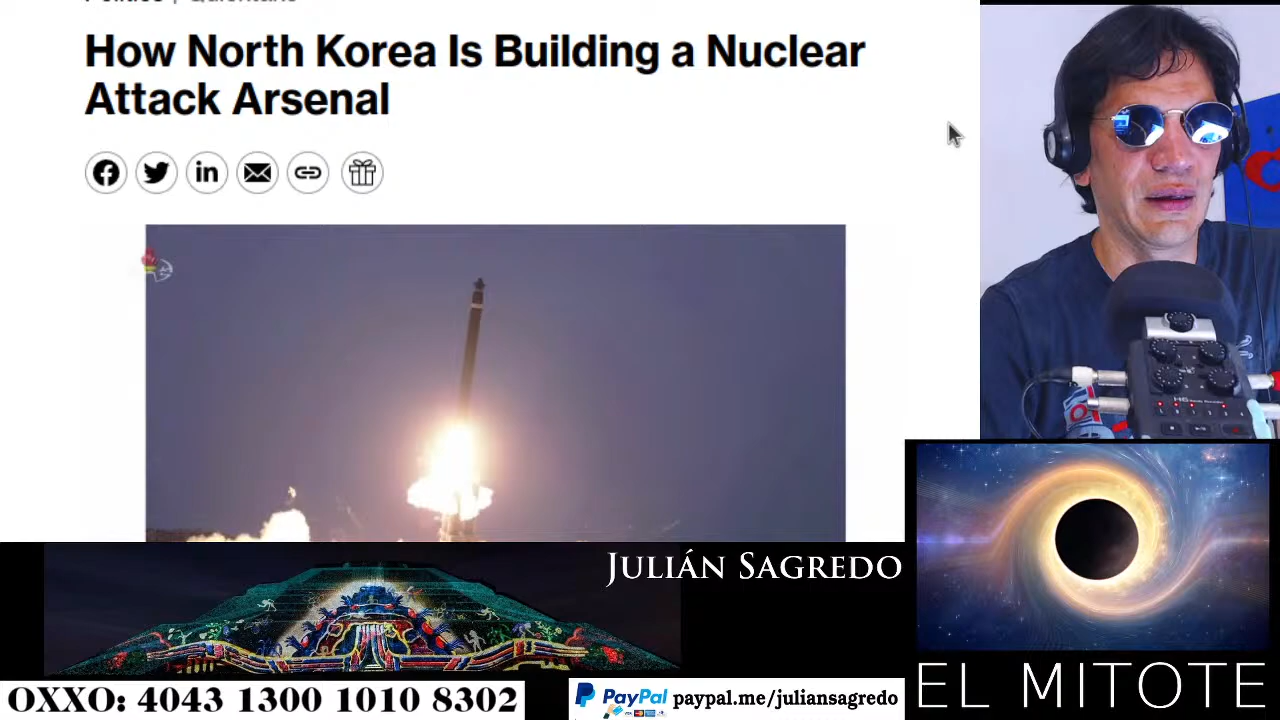 How North Korea Is Building a Nuclear
Attack Arsenal
JULIÁN SAGREDO
EL MITOTE
OXXO: 4043 1300 1010 8302
PayPal paypal.me/juliansagredo